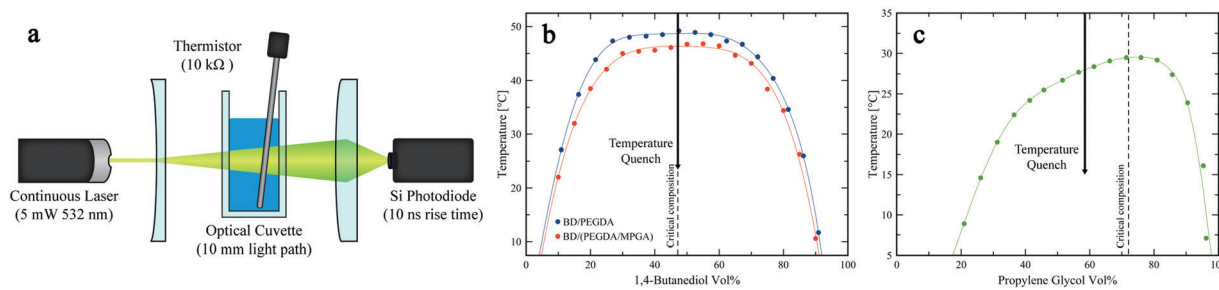 a
Thermistor
(10 kΩ )
Continuous Laser
(5 mW 532 nm)
Optical Cuvette
(10 mm light path)
Si Photodiode
(10 ns rise time)
b
Temperature [°C]
50
40
30
20
10
Temperature
Quench
Critical composition
BD/PEGDA
BD/(PEGDA/MPGA)
0 20 40 60 80 100
1,4-Butanediol Vol%
c
Temperature [°C]
35
30
25
20
15
10
5
Temperature
Quench
Critical composition
0 20 40 60 80 100
Propylene Glycol Vol%